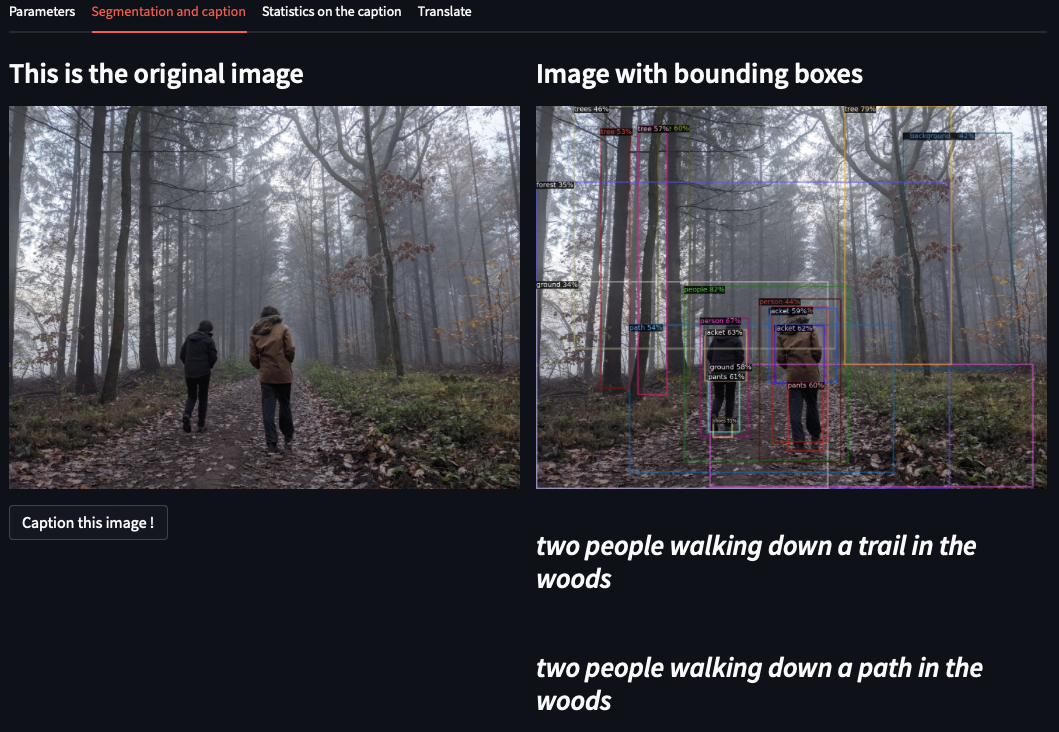 Parameters Segmentation and caption Statistics on the caption Translate
This is the original image
Image with bounding boxes
trees 46%
tree 79%
tree 53%
tree 57%
60%
background 42%
forest 35%
ground 34%
people 82%
person 44%
jacket 59%
person 67%
path 54%
jacket 63%
jacket 62%
ground 58%
pants 61%
pants 60%
Caption this image !
two people walking down a trail in the
woods
two people walking down a path in the
woods